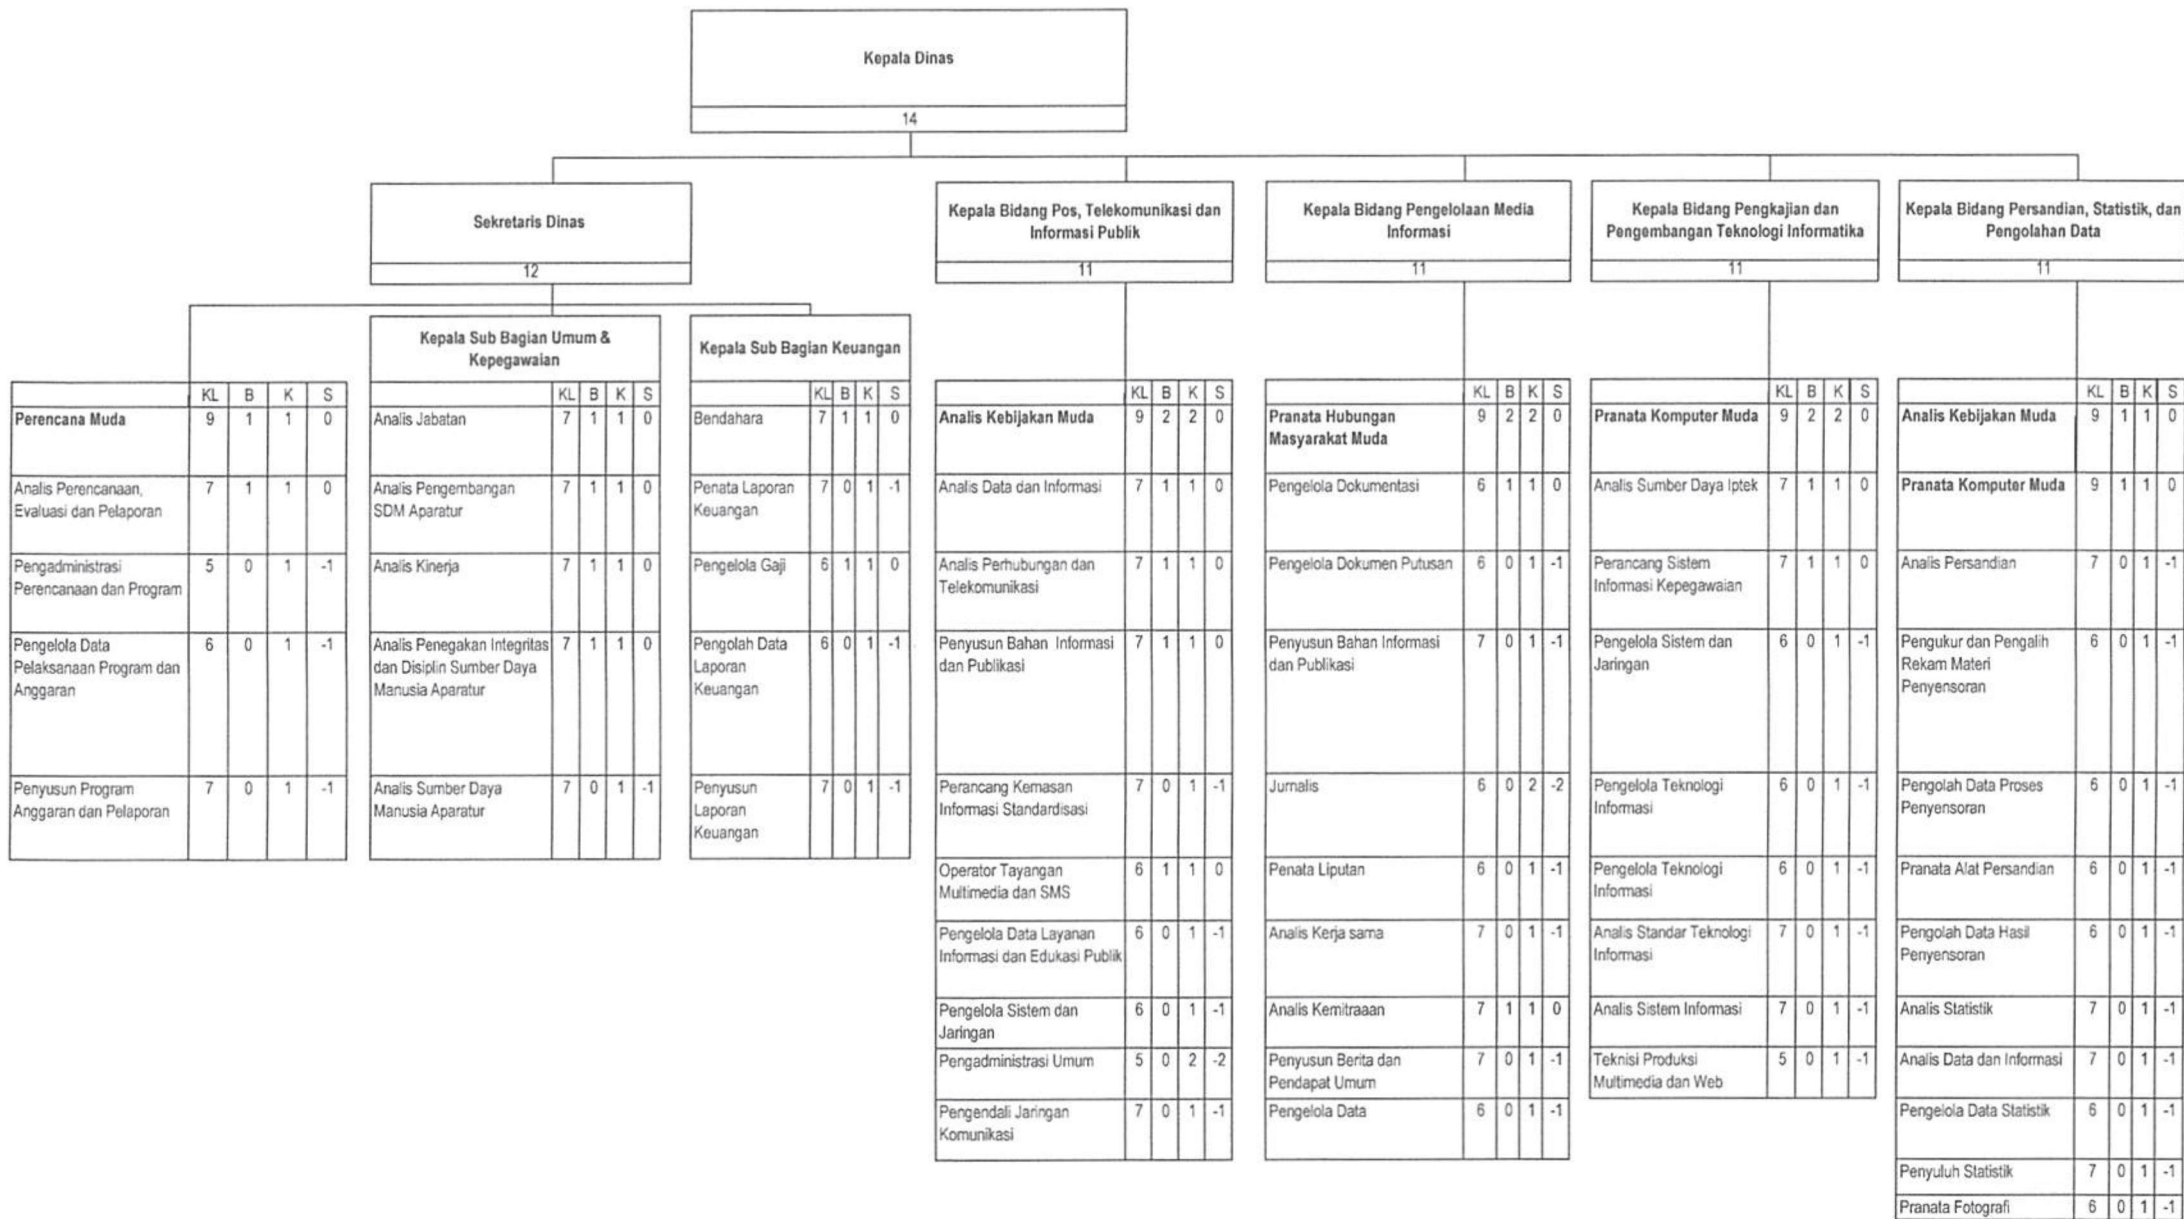 Kepala Dinas
14
Sekretaris Dinas
12
Kepala Bidang Pos, Telekomunikasi dan
Informasi Publik
11
Kepala Bidang Pengelolaan Media
Informasi
11
Kepala Bidang Pengkajian dan
Pengembangan Teknologi Informatika
11
Kepala Bidang Persandian, Statistik, dan
Pengolahan Data
11
KL B K S
Perencana Muda 9 1 1 0
Analis Perencanaan, 7 1 1 0
Evaluasi dan Pelaporan
Pengadministrasi 5 0 1 -1
Perencanaan dan Program
Pengelola Data 6 0 1 -1
Pelaksanaan Program dan
Anggaran
Penyusun Program 7 0 1 -1
Anggaran dan Pelaporan
Kepala Sub Bagian Umum &
Kepegawaian
KL B K S
Analis Jabatan 7 1 1 0
Analis Pengembangan 7 1 1 0
SDM Aparatur
Analis Kinerja 7 1 1 0
Analis Penegakan Integritas 7 1 1 0
dan Disiplin Sumber Daya
Manusia Aparatur
Analis Sumber Daya 7 0 1 -1
Manusia Aparatur
Kepala Sub Bagian Keuangan
KL B K S
Bendahara 7 1 1 0
Penata Laporan 7 0 1 -1
Keuangan
Pengelola Gaji 6 1 1 0
Pengolah Data 6 0 1 -1
Laporan
Keuangan
Penyusun 7 0 1 -1
Laporan
Keuangan
KL B K S
Analis Kebijakan Muda 9 2 2 0
Analis Data dan Informasi 7 1 1 0
Analis Perhubungan dan 7 1 1 0
Telekomunikasi
Penyusun Bahan Informasi 7 1 1 0
dan Publikasi
Perancang Kemasan 7 0 1 -1
Informasi Standardisasi
Operator Tayangan 6 1 1 0
Multimedia dan SMS
Pengelola Data Layanan 6 0 1 -1
Informasi dan Edukasi Publik
Pengelola Sistem dan 6 0 1 -1
Jaringan
Pengadministrasi Umum 5 0 2 -2
Pengendali Jaringan 7 0 1 -1
Komunikasi
KL B K S
Pranata Hubungan 9 2 2 0
Masyarakat Muda
Pengelola Dokumentasi 6 1 1 0
Pengelola Dokumen Putusan 6 0 1 -1
Penyusun Bahan Informasi 7 0 1 -1
dan Publikasi
Jurnalis 6 0 2 -2
Penata Liputan 6 0 1 -1
Analis Kerja sama 7 0 1 -1
Analis Kemitraaan 7 1 1 0
Penyusun Berita dan 7 0 1 -1
Pendapat Umum
Pengelola Data 6 0 1 -1
KL B K S
Pranata Komputer Muda 9 2 2 0
Analis Sumber Daya Iptek 7 1 1 0
Perancang Sistem 7 1 1 0
Informasi Kepegawaian
Pengelola Sistem dan 6 0 1 -1
Jaringan
Pengelola Teknologi 6 0 1 -1
Informasi
Pengelola Teknologi 6 0 1 -1
Informasi
Analis Standar Teknologi 7 0 1 -1
Informasi
Analis Sistem Informasi 7 0 1 -1
Teknisi Produksi 5 0 1 -1
Multimedia dan Web
KL B K S
Analis Kebijakan Muda 9 1 1 0
Pranata Komputer Muda 9 1 1 0
Analis Persandian 7 0 1 -1
Pengukur dan Pengalih 6 0 1 -1
Rekam Materi
Penyensoran
Pengolah Data Proses 6 0 1 -1
Penyensoran
Pranata Alat Persandian 6 0 1 -1
Pengolah Data Hasil 6 0 1 -1
Penyensoran
Analis Statistik 7 0 1 -1
Analis Data dan Informasi 7 0 1 -1
Pengelola Data Statistik 6 0 1 -1
Penyuluh Statistik 7 0 1 -1
Pranata Fotografi 6 0 1 -1